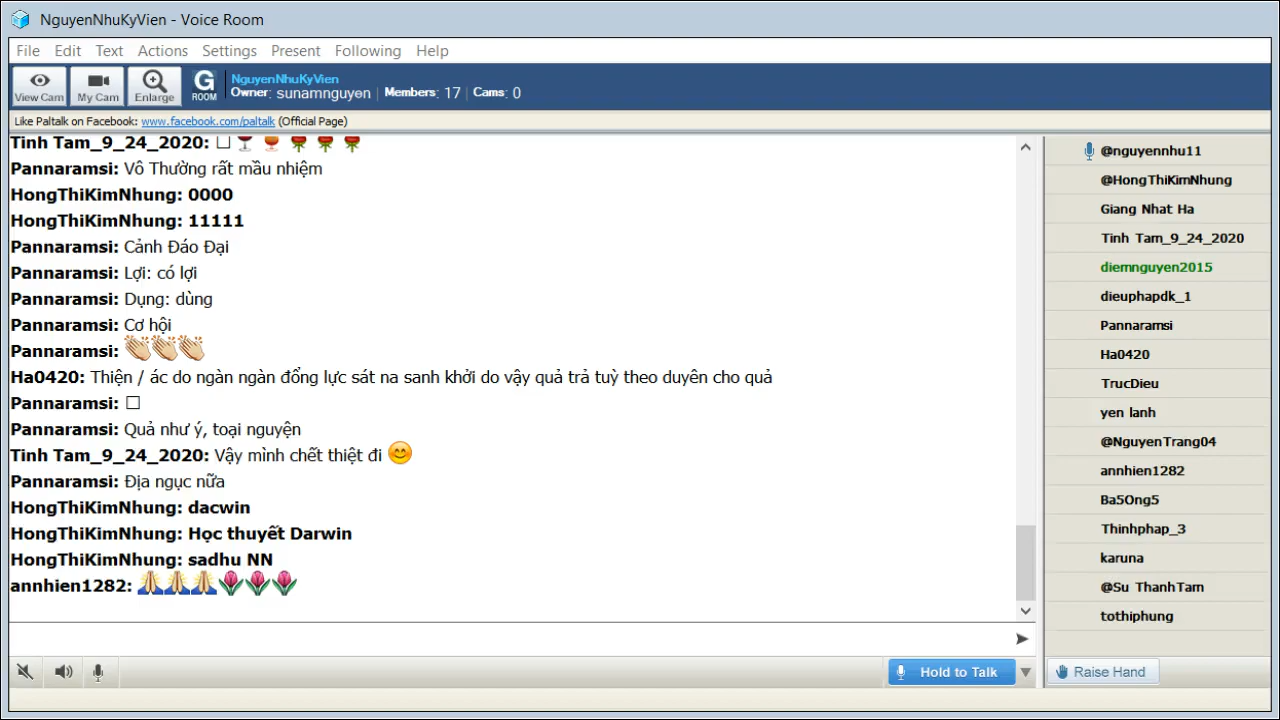 NguyenNhuKyVien - Voice Room
File Edit Text Actions Settings Present Following Help
View Cam My Cam Enlarge G ROOM
NguyenNhuKyVien
Owner: sunamnguyen Members: 17 Cams: 0
Like Paltalk on Facebook: www.facebook.com/paltalk (Official Page)
Tinh Tam_9_24_2020: 🍷 🍹 🌹 🌹 🌹
Pannaramsi: Vô Thường rất mầu nhiệm
HongThiKimNhung: 0000
HongThiKimNhung: 11111
Pannaramsi: Cảnh Đáo Đại
Pannaramsi: Lợi: có lợi
Pannaramsi: Dụng: dùng
Pannaramsi: Cơ hội
Pannaramsi: 👏👏👏
Ha0420: Thiện / ác do ngàn ngàn đổng lực sát na sanh khởi do vậy quả trả tuỳ theo duyên cho quả
Pannaramsi:
Pannaramsi: Quả như ý, toại nguyện
Tinh Tam_9_24_2020: Vậy mình chết thiệt đi 😊
Pannaramsi: Địa ngục nữa
HongThiKimNhung: dacwin
HongThiKimNhung: Học thuyết Darwin
HongThiKimNhung: sadhu NN
annhien1282: 🙏🙏🙏🌷🌷🌷
@nguyennhu11
@HongThiKimNhung
Giang Nhat Ha
Tinh Tam_9_24_2020
diemnguyen2015
dieuphapdk_1
Pannaramsi
Ha0420
TrucDieu
yen lanh
@NguyenTrang04
annhien1282
Ba5Ong5
Thinhphap_3
karuna
@Su ThanhTam
tothiphung
Hold to Talk
Raise Hand